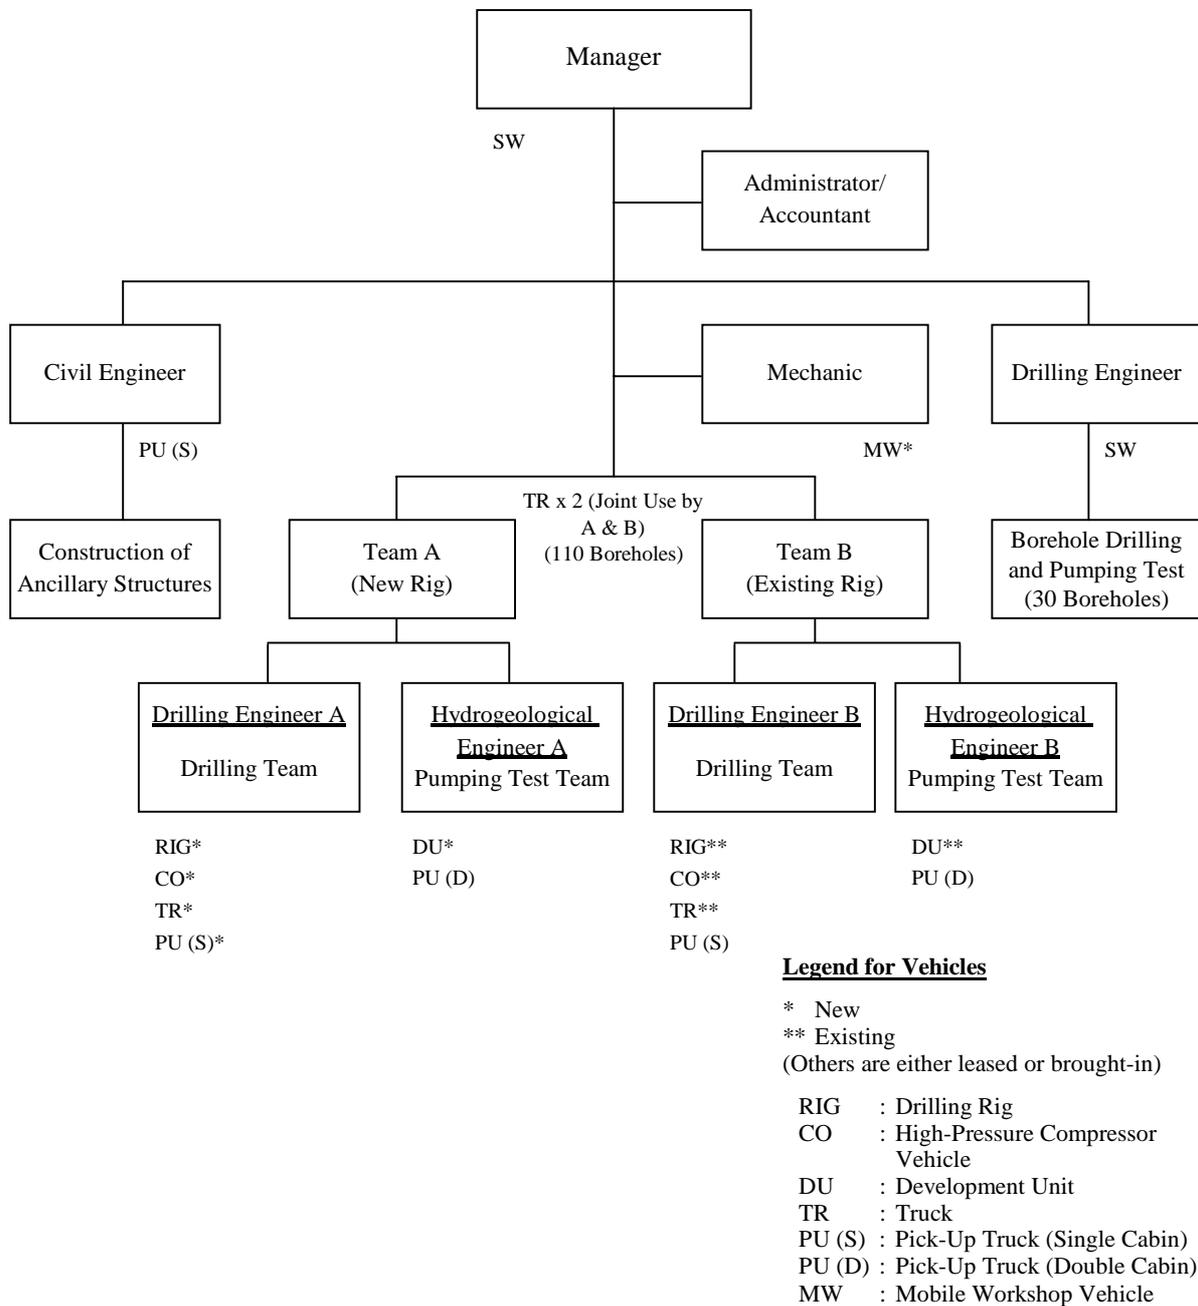 Manager
SW
Administrator/
Accountant
Civil Engineer
Mechanic
Drilling Engineer
PU (S)
MW*
SW
TR x 2 (Joint Use by
A & B)
(110 Boreholes)
Construction of
Ancillary Structures
Team A
(New Rig)
Team B
(Existing Rig)
Borehole Drilling
and Pumping Test
(30 Boreholes)
Drilling Engineer A
Drilling Team
Hydrogeological
Engineer A
Pumping Test Team
Drilling Engineer B
Drilling Team
Hydrogeological
Engineer B
Pumping Test Team
RIG*
CO*
TR*
PU (S)*
DU*
PU (D)
RIG**
CO**
TR**
PU (S)
DU**
PU (D)
Legend for Vehicles
* New
** Existing
(Others are either leased or brought-in)
RIG : Drilling Rig
CO : High-Pressure Compressor
Vehicle
DU : Development Unit
TR : Truck
PU (S) : Pick-Up Truck (Single Cabin)
PU (D) : Pick-Up Truck (Double Cabin)
MW : Mobile Workshop Vehicle